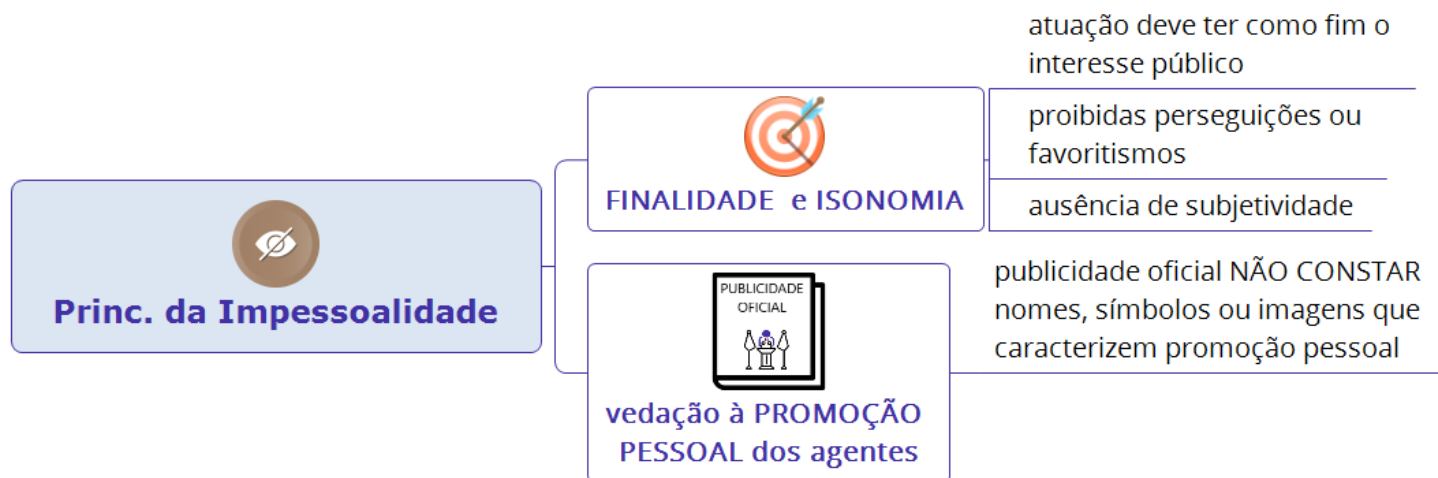 Princ. da Impessoalidade
FINALIDADE e ISONOMIA
atuação deve ter como fim o
interesse público
proibidas perseguições ou
favoritismos
ausência de subjetividade
PUBLICIDADE
OFICIAL
vedação à PROMOÇÃO
PESSOAL dos agentes
publicidade oficial NÃO CONSTAR
nomes, símbolos ou imagens que
caracterizem promoção pessoal